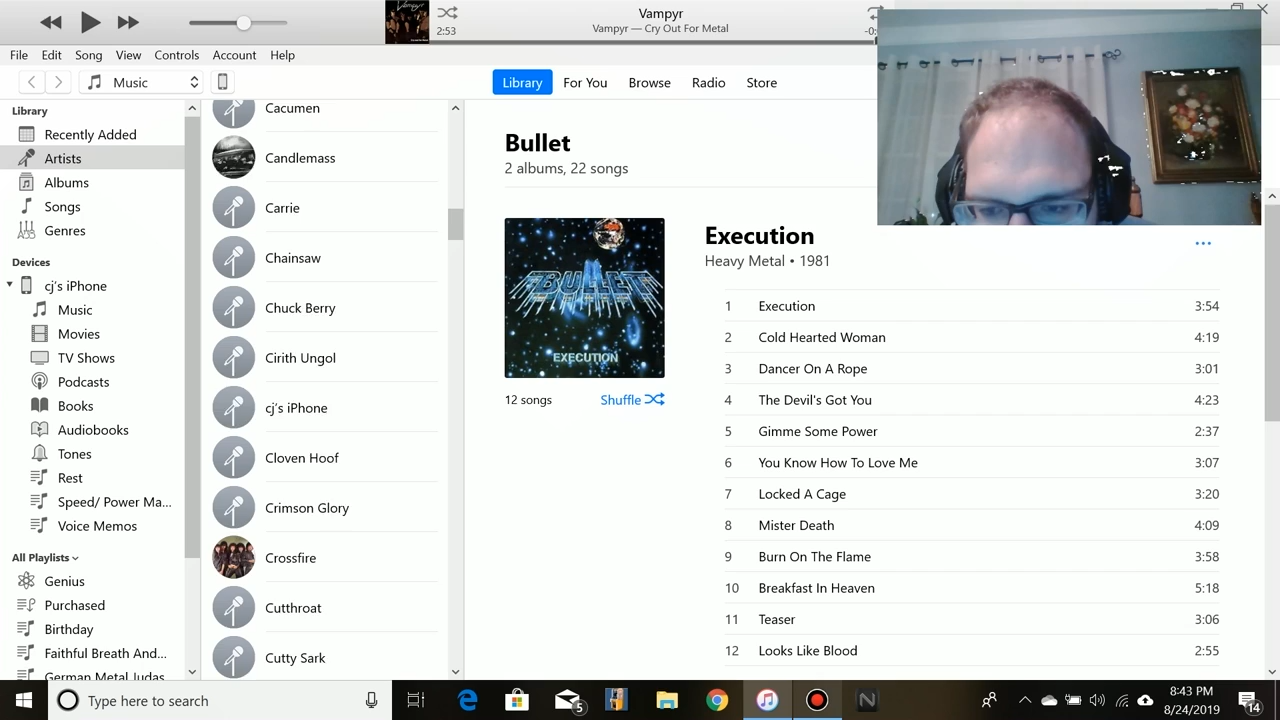 Vampyr
2:53
Vampyr — Cry Out For Metal
File Edit Song View Controls Account Help
Music
Library For You Browse Radio Store
Library
Recently Added
Artists
Albums
Songs
Genres
Devices
cj's iPhone
Music
Movies
TV Shows
Podcasts
Books
Audiobooks
Tones
Rest
Speed/ Power Ma...
Voice Memos
All Playlists
Genius
Purchased
Birthday
Faithful Breath And...
German Metal Judas
Cacumen
Candlemass
Carrie
Chainsaw
Chuck Berry
Cirith Ungol
cj's iPhone
Cloven Hoof
Crimson Glory
Crossfire
Cutthroat
Cutty Sark
Bullet
2 albums, 22 songs
BULLET
EXECUTION
12 songs Shuffle
Execution
Heavy Metal • 1981
1 Execution 3:54
2 Cold Hearted Woman 4:19
3 Dancer On A Rope 3:01
4 The Devil's Got You 4:23
5 Gimme Some Power 2:37
6 You Know How To Love Me 3:07
7 Locked A Cage 3:20
8 Mister Death 4:09
9 Burn On The Flame 3:58
10 Breakfast In Heaven 5:18
11 Teaser 3:06
12 Looks Like Blood 2:55
Type here to search
5
8:43 PM
8/24/2019
14